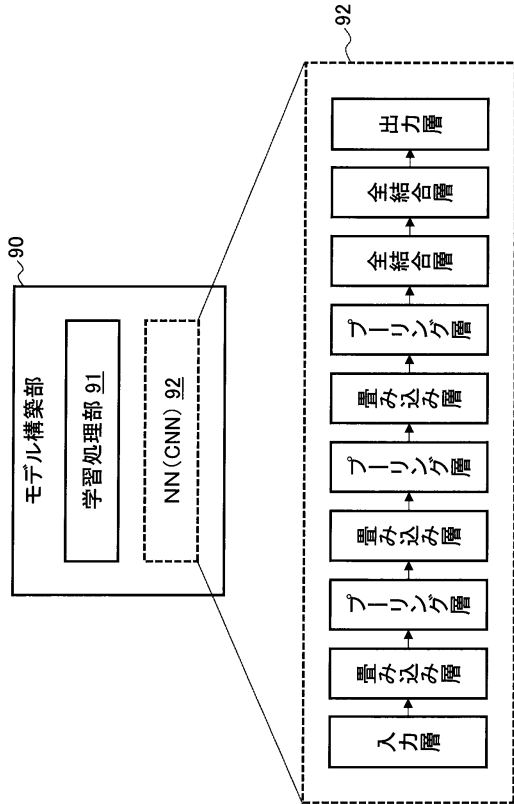 90
モデル構築部
学習処理部 91
NN(CNN) 92
92
入力層
畳み込み層
プーリング層
畳み込み層
プーリング層
畳み込み層
プーリング層
全結合層
全結合層
出力層